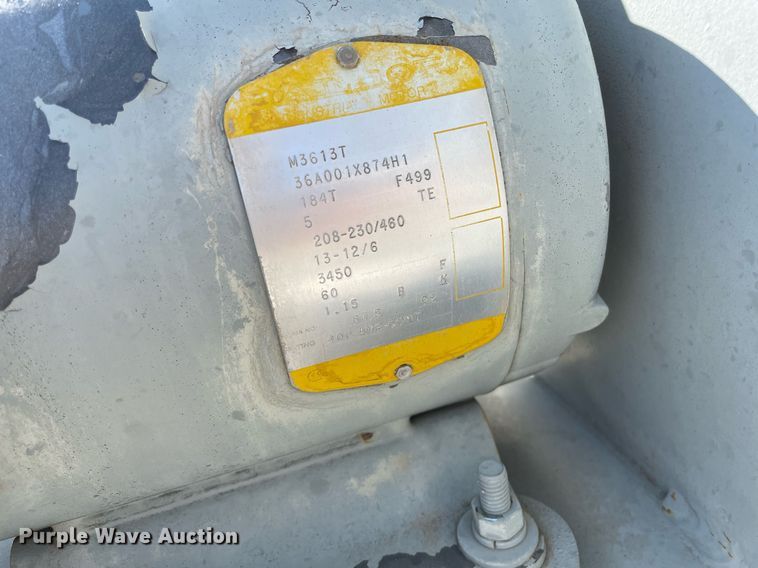 M3613T
36A001X874H1
184T F499
5 TE
208-230/460
13-12/6
3450 F
60 K
1.15 B
Purple Wave Auction